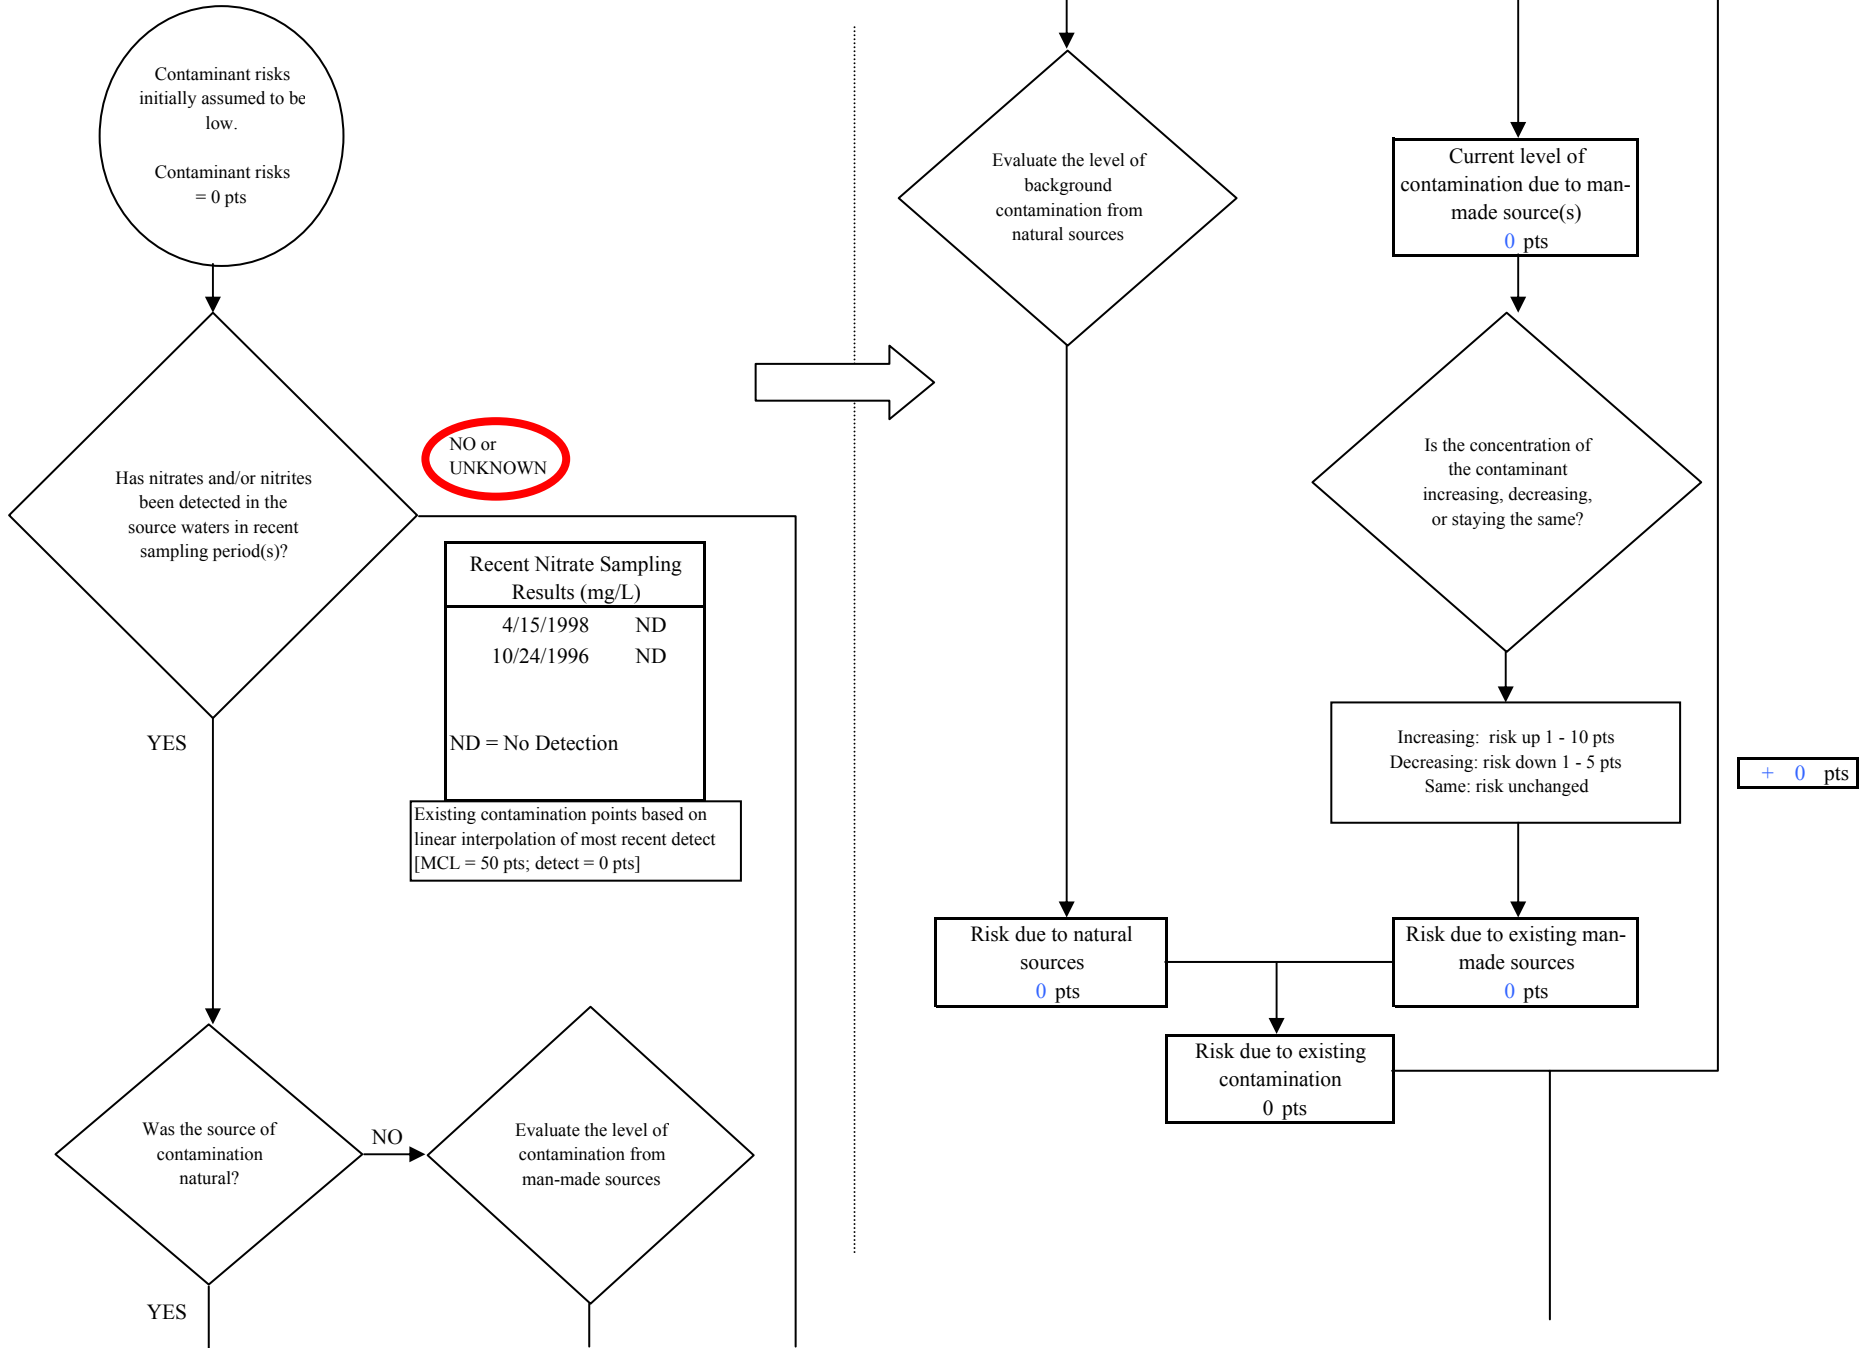 Contaminant risks
initially assumed to be
low.
Contaminant risks
= 0 pts
Has nitrates and/or nitrites
been detected in the
source waters in recent
sampling period(s)?
NO or
UNKNOWN
Recent Nitrate Sampling
Results (mg/L)
4/15/1998 ND
10/24/1996 ND
ND = No Detection
Existing contamination points based on
linear interpolation of most recent detect
[MCL = 50 pts; detect = 0 pts]
YES
Was the source of
contamination
natural?
NO
Evaluate the level of
contamination from
man-made sources
YES
Evaluate the level of
background
contamination from
natural sources
Current level of
contamination due to man-
made source(s)
0 pts
Is the concentration of
the contaminant
increasing, decreasing,
or staying the same?
Increasing: risk up 1 - 10 pts
Decreasing: risk down 1 - 5 pts
Same: risk unchanged
+ 0 pts
Risk due to natural
sources
0 pts
Risk due to existing man-
made sources
0 pts
Risk due to existing
contamination
0 pts